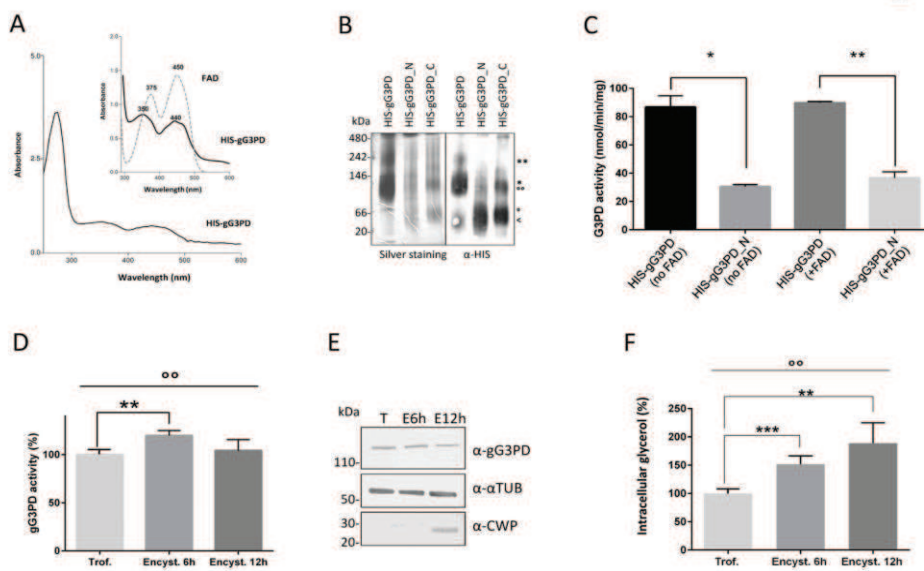 A
Absorbance
5.0
2.5
0.0
300
400
500
600
Wavelength (nm)
HIS-gG3PD
Absorbance
2.0
1.5
1.0
0.5
0.0
300
400
500
600
Wavelength (nm)
FAD
375
450
350
440
HIS-gG3PD
B
HIS-gG3PD
HIS-gG3PD_N
HIS-gG3PD_C
HIS-gG3PD
HIS-gG3PD_N
HIS-gG3PD_C
kDa
480
242
146
66
20
**
*
**
*
<
Silver staining
α-HIS
C
G3PD activity (nmol/min/mg)
100
80
60
40
20
0
*
**
HIS-gG3PD
(no FAD)
HIS-gG3PD_N
(no FAD)
HIS-gG3PD
(+FAD)
HIS-gG3PD_N
(+FAD)
D
gG3PD activity (%)
100
50
0
°°
**
Trof.
Encyst. 6h
Encyst. 12h
E
kDa
T E6h E12h
110-
α-gG3PD
50-
α-αTUB
30-
20-
α-CWP
F
Intracellular glycerol (%)
250
200
150
100
50
0
°°
**
***
Trof.
Encyst. 6h
Encyst. 12h